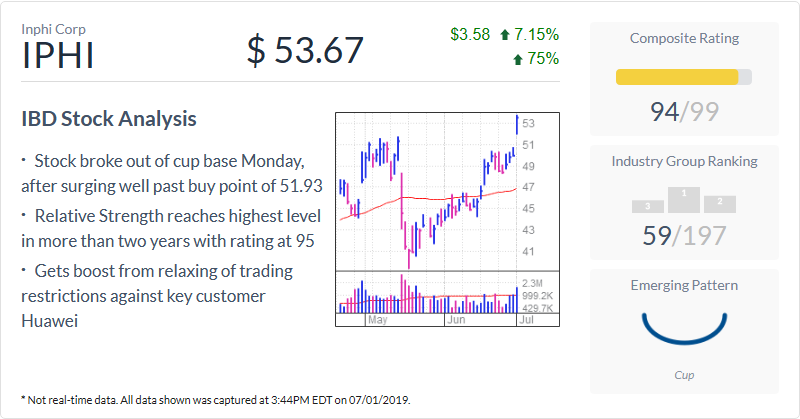 Inphi Corp
IPHI
$ 53.67
$3.58 7.15%
75%
IBD Stock Analysis
· Stock broke out of cup base Monday,
after surging well past buy point of 51.93
· Relative Strength reaches highest level
in more than two years with rating at 95
· Gets boost from relaxing of trading
restrictions against key customer
Huawei
53
51
49
47
45
43
41
2.3M
999.2K
429.7K
May
Jun
Jul
* Not real-time data. All data shown was captured at 3:44PM EDT on 07/01/2019.
Composite Rating
94/99
Industry Group Ranking
3
1
2
59/197
Emerging Pattern
Cup